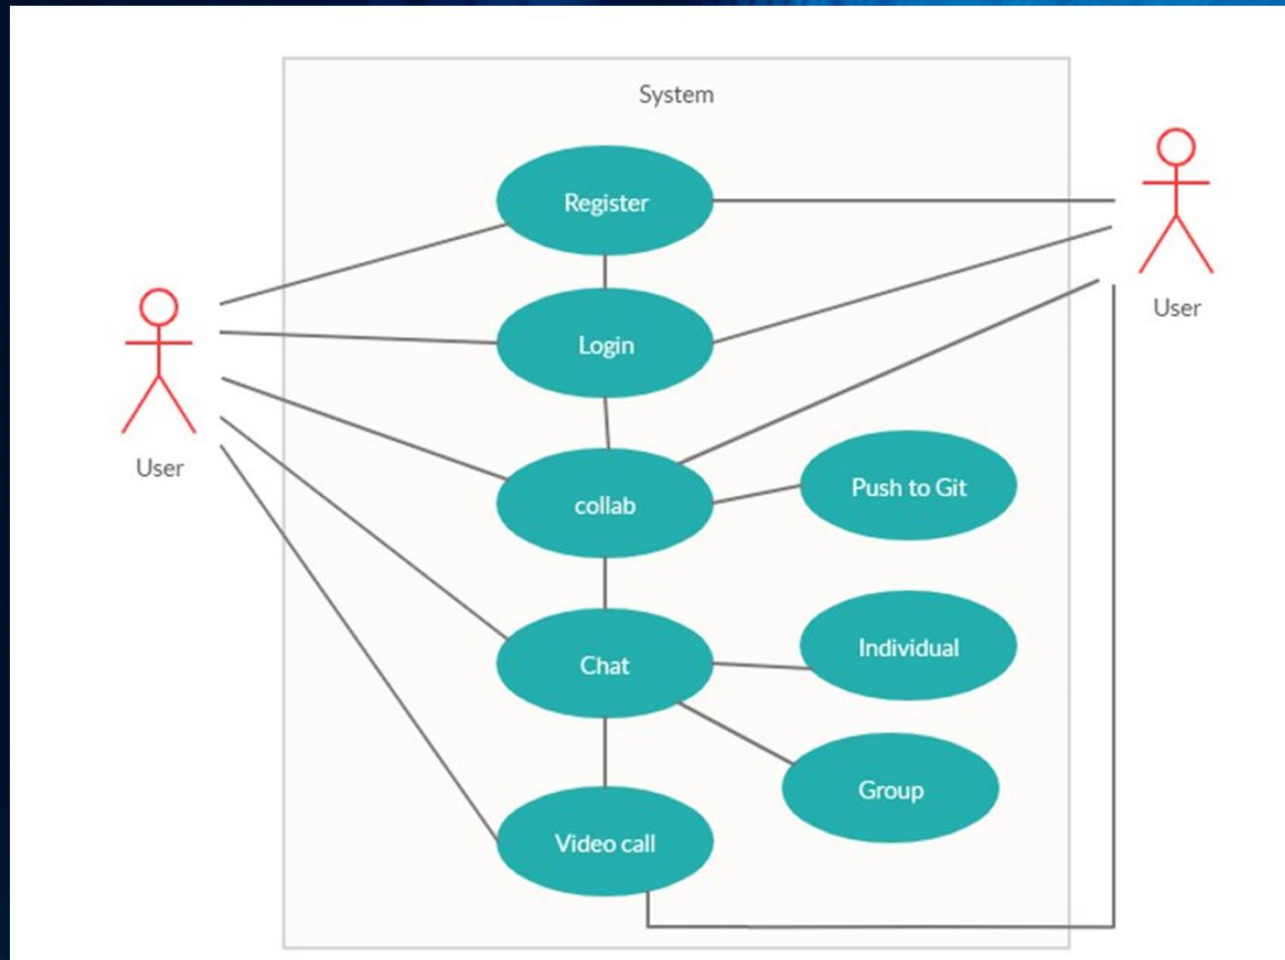 System
Register
User
Login
User
Push to Git
collab
Individual
Chat
Group
Video call